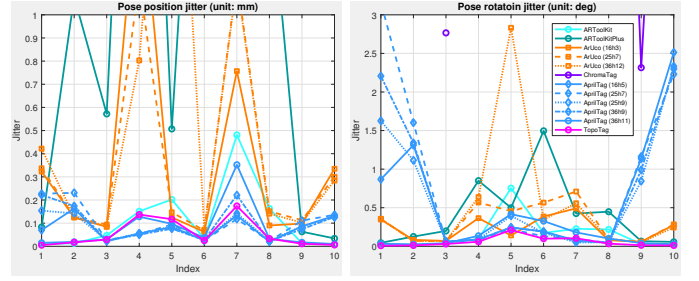 Pose position jitter (unit: mm)
1
0.9
0.8
0.7
0.6
0.5
0.4
0.3
0.2
0.1
0
Jitter
1 2 3 4 5 6 7 8 9 10
Index
Pose rotatoin jitter (unit: deg)
3
2.5
2
1.5
1
0.5
0
Jitter
1 2 3 4 5 6 7 8 9 10
Index
ARToolKit
ARToolKitPlus
ArUco (16h3)
ArUco (25h7)
ArUco (36h12)
ChromaTag
AprilTag (16h5)
AprilTag (25h7)
AprilTag (25h9)
AprilTag (36h9)
AprilTag (36h11)
TopoTag